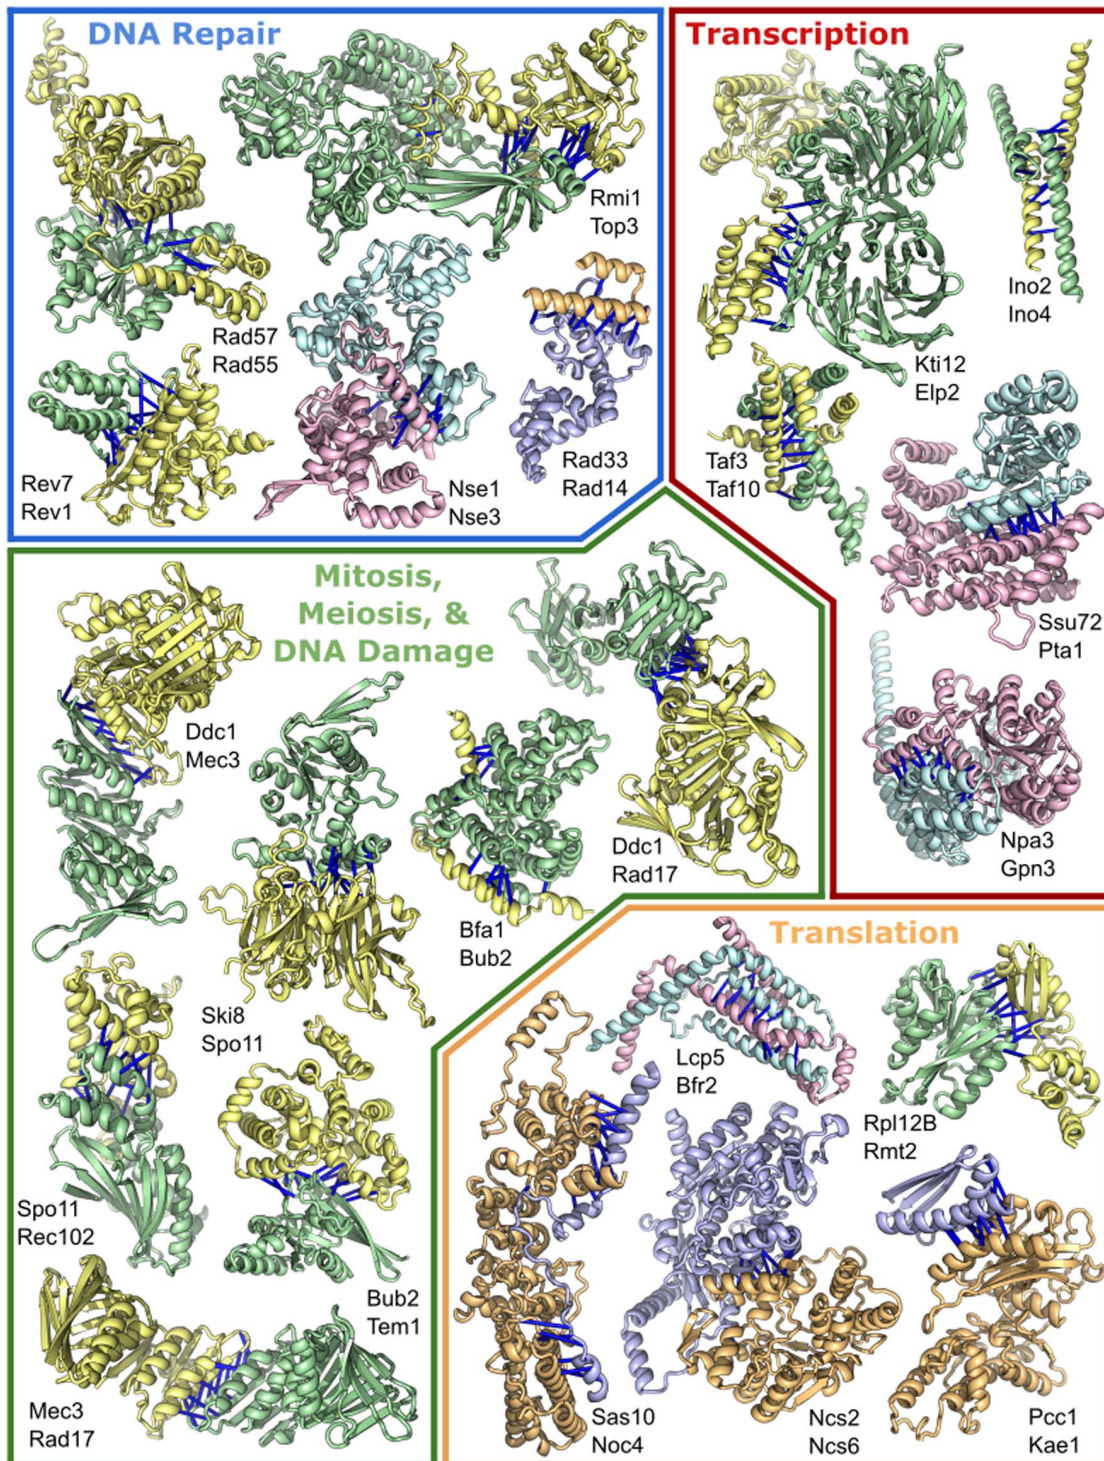 DNA Repair
Rmi1
Top3
Rad57
Rad55
Rev7
Rev1
Nse1
Nse3
Rad33
Rad14
Transcription
Ino2
Ino4
Kti12
Elp2
Taf3
Taf10
Ssu72
Pta1
Npa3
Gpn3
Mitosis,
Meiosis, &
DNA Damage
Ddc1
Mec3
Ddc1
Rad17
Bfa1
Bub2
Ski8
Spo11
Spo11
Rec102
Bub2
Tem1
Mec3
Rad17
Translation
Lcp5
Bfr2
Rpl12B
Rmt2
Sas10
Noc4
Ncs2
Ncs6
Pcc1
Kae1